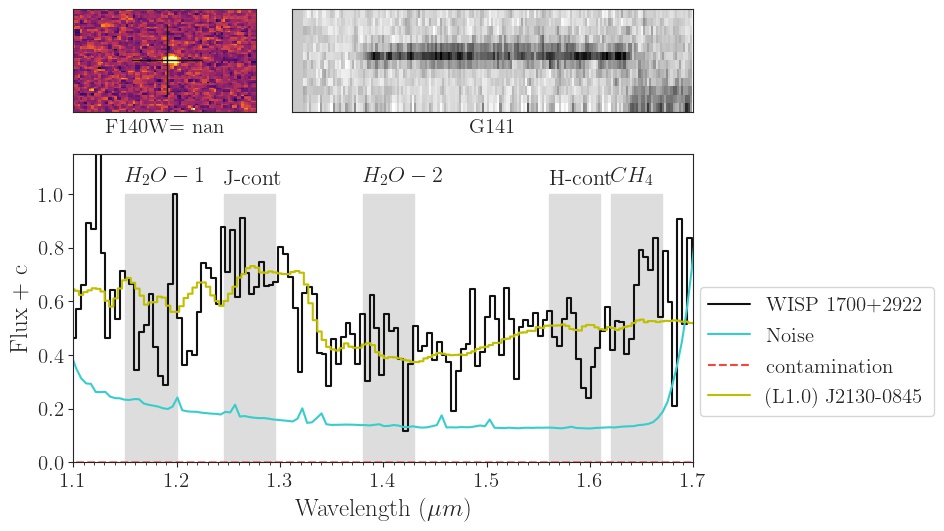 F140W= nan
G141
H₂O − 1
J-cont
H₂O − 2
H-cont
CH₄
Flux + c
1.0
0.8
0.6
0.4
0.2
0.0
1.1
1.2
1.3
1.4
1.5
1.6
1.7
Wavelength (μm)
WISP 1700+2922
Noise
contamination
(L1.0) J2130-0845